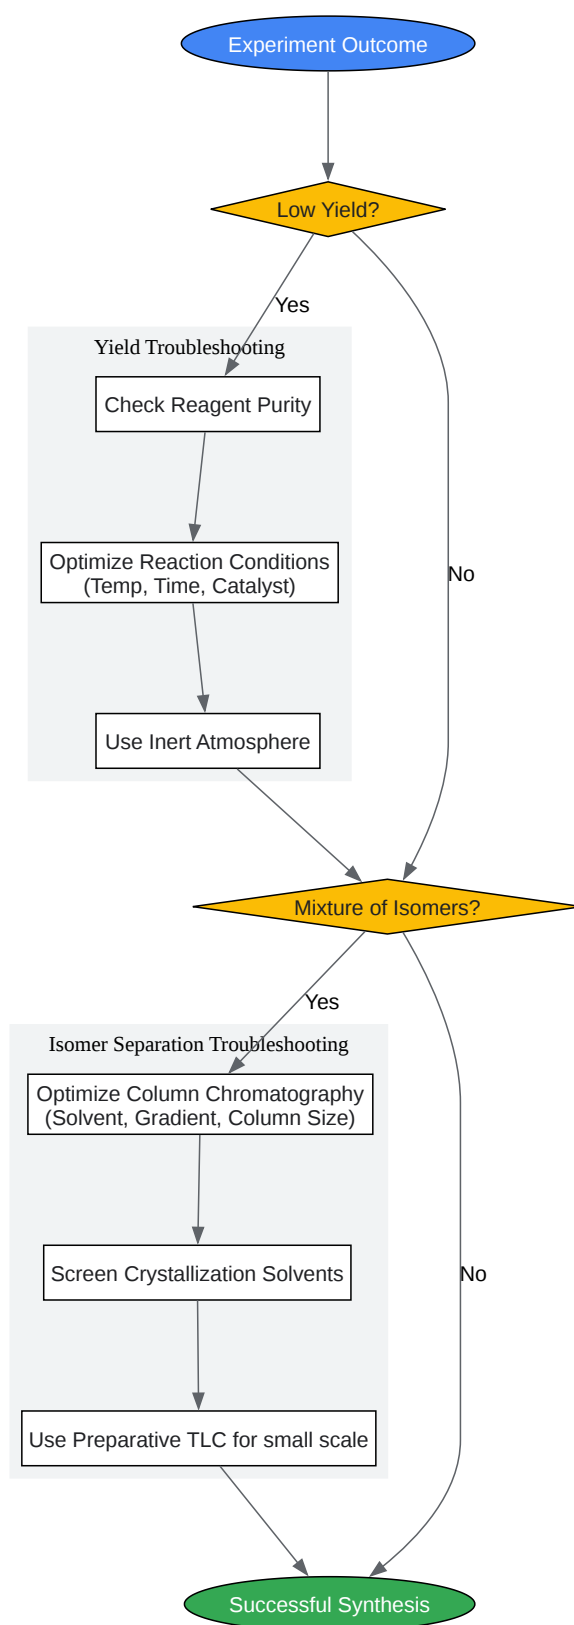 Experiment Outcome
Low Yield?
Yes
Yield Troubleshooting
Check Reagent Purity
Optimize Reaction Conditions
(Temp, Time, Catalyst)
No
Use Inert Atmosphere
Mixture of Isomers?
Yes
Isomer Separation Troubleshooting
Optimize Column Chromatography
(Solvent, Gradient, Column Size)
Screen Crystallization Solvents
No
Use Preparative TLC for small scale
Successful Synthesis